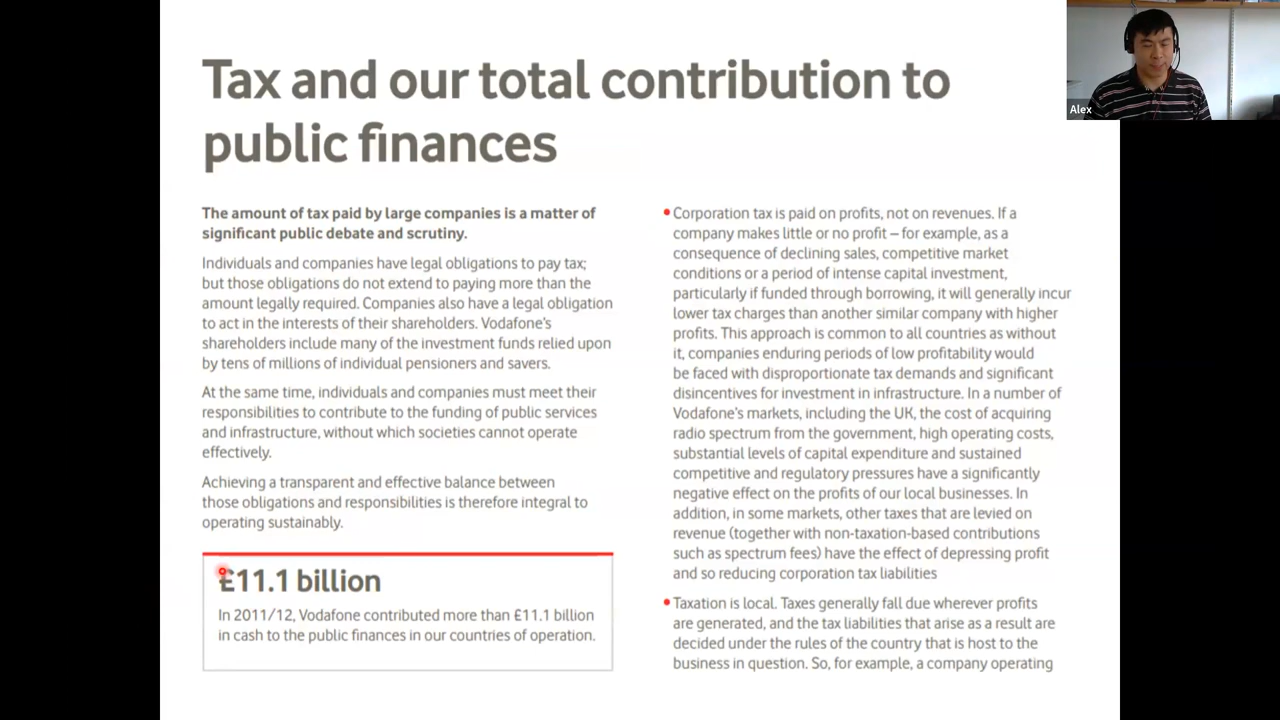 Tax and our total contribution to
public finances
The amount of tax paid by large companies is a matter of
significant public debate and scrutiny.
Individuals and companies have legal obligations to pay tax;
but those obligations do not extend to paying more than the
amount legally required. Companies also have a legal obligation
to act in the interests of their shareholders. Vodafone's
shareholders include many of the investment funds relied upon
by tens of millions of individual pensioners and savers.
At the same time, individuals and companies must meet their
responsibilities to contribute to the funding of public services
and infrastructure, without which societies cannot operate
effectively.
Achieving a transparent and effective balance between
those obligations and responsibilities is therefore integral to
operating sustainably.
£11.1 billion
In 2011/12, Vodafone contributed more than £11.1 billion
in cash to the public finances in our countries of operation.
• Corporation tax is paid on profits, not on revenues. If a
company makes little or no profit – for example, as a
consequence of declining sales, competitive market
conditions or a period of intense capital investment,
particularly if funded through borrowing, it will generally incur
lower tax charges than another similar company with higher
profits. This approach is common to all countries as without
it, companies enduring periods of low profitability would
be faced with disproportionate tax demands and significant
disincentives for investment in infrastructure. In a number of
Vodafone's markets, including the UK, the cost of acquiring
radio spectrum from the government, high operating costs,
substantial levels of capital expenditure and sustained
competitive and regulatory pressures have a significantly
negative effect on the profits of our local businesses. In
addition, in some markets, other taxes that are levied on
revenue (together with non-taxation-based contributions
such as spectrum fees) have the effect of depressing profit
and so reducing corporation tax liabilities
• Taxation is local. Taxes generally fall due wherever profits
are generated, and the tax liabilities that arise as a result are
decided under the rules of the country that is host to the
business in question. So, for example, a company operating
Alex